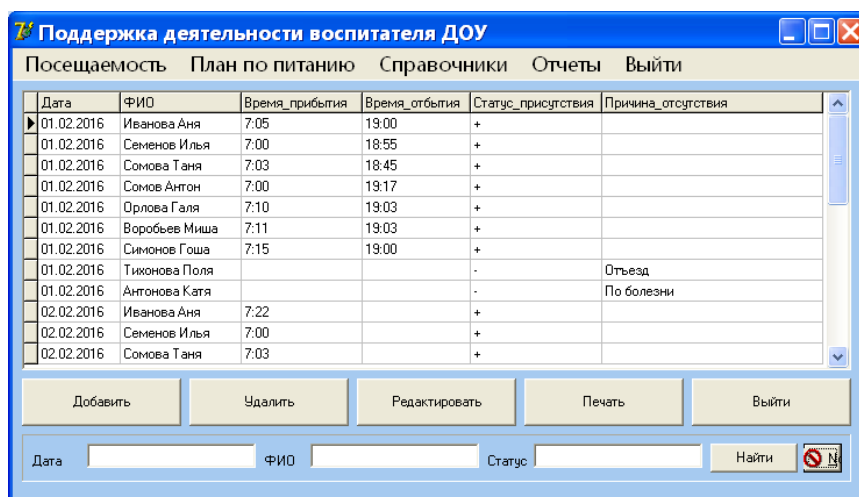 Поддержка деятельности воспитателя ДОУ
Посещаемость План по питанию Справочники Отчеты Выйти
Дата ФИО Время_прибытия Время_отбытия Статус_присутствия Причина_отсутствия
01.02.2016 Иванова Аня 7:05 19:00 +
01.02.2016 Семенов Илья 7:00 18:55 +
01.02.2016 Сомова Таня 7:03 18:45 +
01.02.2016 Сомов Антон 7:00 19:17 +
01.02.2016 Орлова Галя 7:10 19:03 +
01.02.2016 Воробьев Миша 7:11 19:03 +
01.02.2016 Симонов Гоша 7:15 19:00 +
01.02.2016 Тихонова Поля - Отъезд
01.02.2016 Антонова Катя - По болезни
02.02.2016 Иванова Аня 7:22 +
02.02.2016 Семенов Илья 7:00 +
02.02.2016 Сомова Таня 7:03 +
Добавить Удалить Редактировать Печать Выйти
Дата ФИО Статус Найти